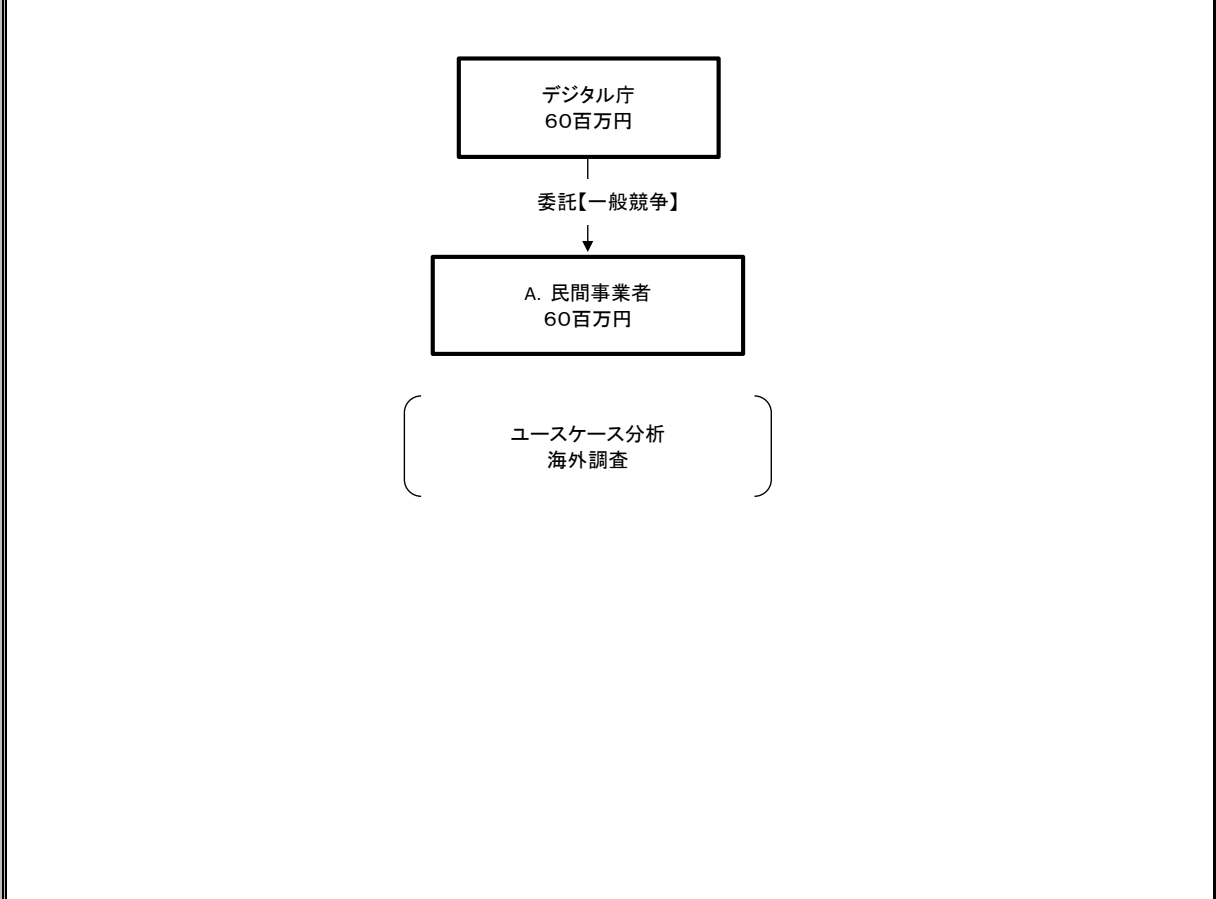 デジタル庁
60百万円
委託【一般競争】
A. 民間事業者
60百万円
ユースケース分析
海外調査